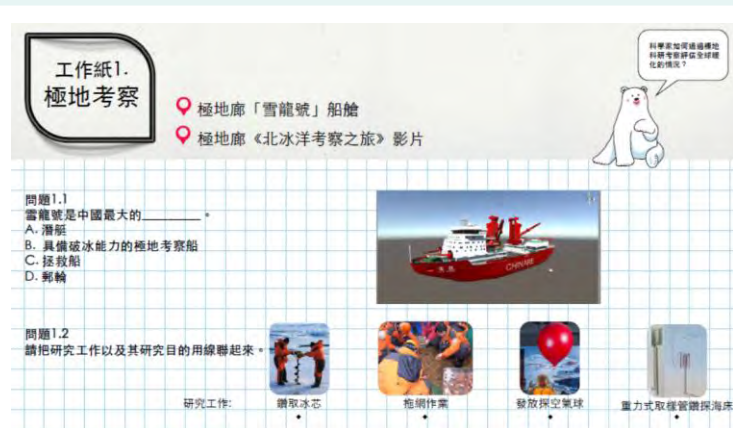 工作紙1.
極地考察
極地廊「雪龍號」船艙
極地廊《北冰洋考察之旅》影片
科學家如何透過極地
科研考察評估全球暖
化的情況?
問題1.1
雪龍號是中國最大的________。
A. 潛艇
B. 具備破冰能力的極地考察船
C. 拯救船
D. 郵輪
CHINARE
問題1.2
請把研究工作以及其研究目的用線聯起來。
研究工作: 鑽取冰芯 拖網作業 發放探空氣球 重力式取樣管鑽探海床